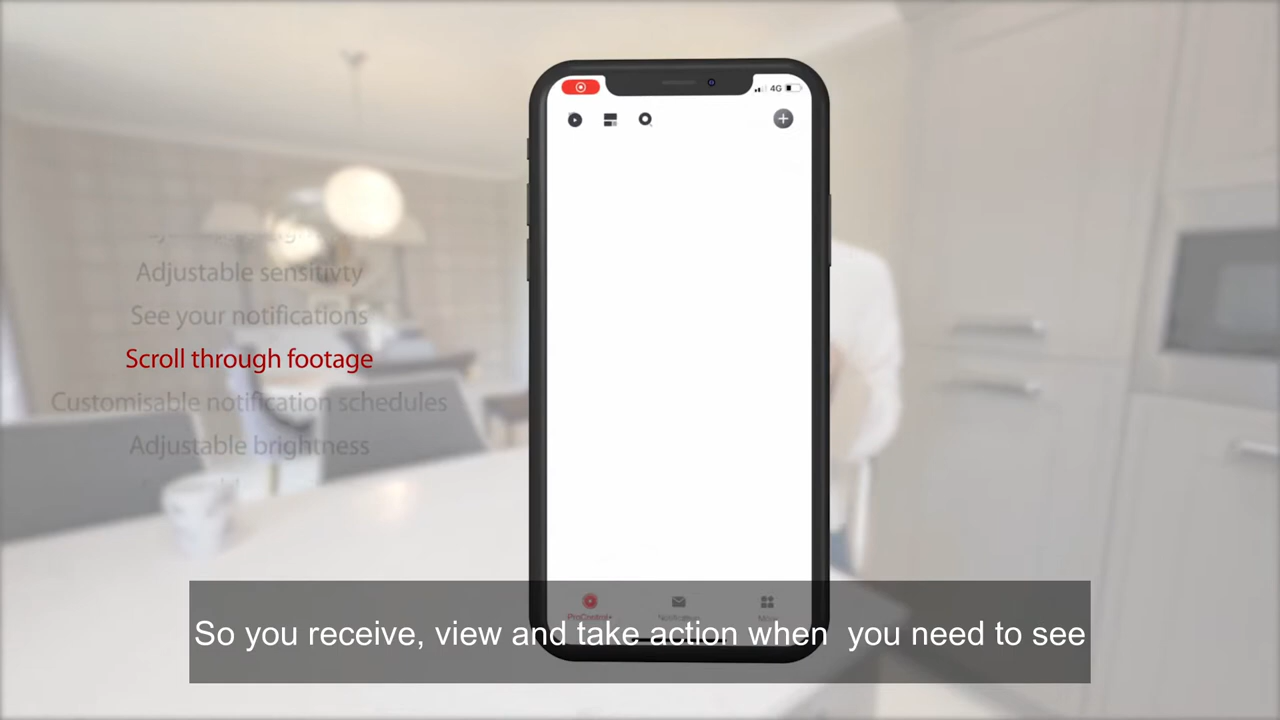 4G
Adjustable sensitivty
See your notifications
Scroll through footage
Customisable notification schedules
Adjustable brightness
ProControl+
So you receive, view and take action when  you need to see